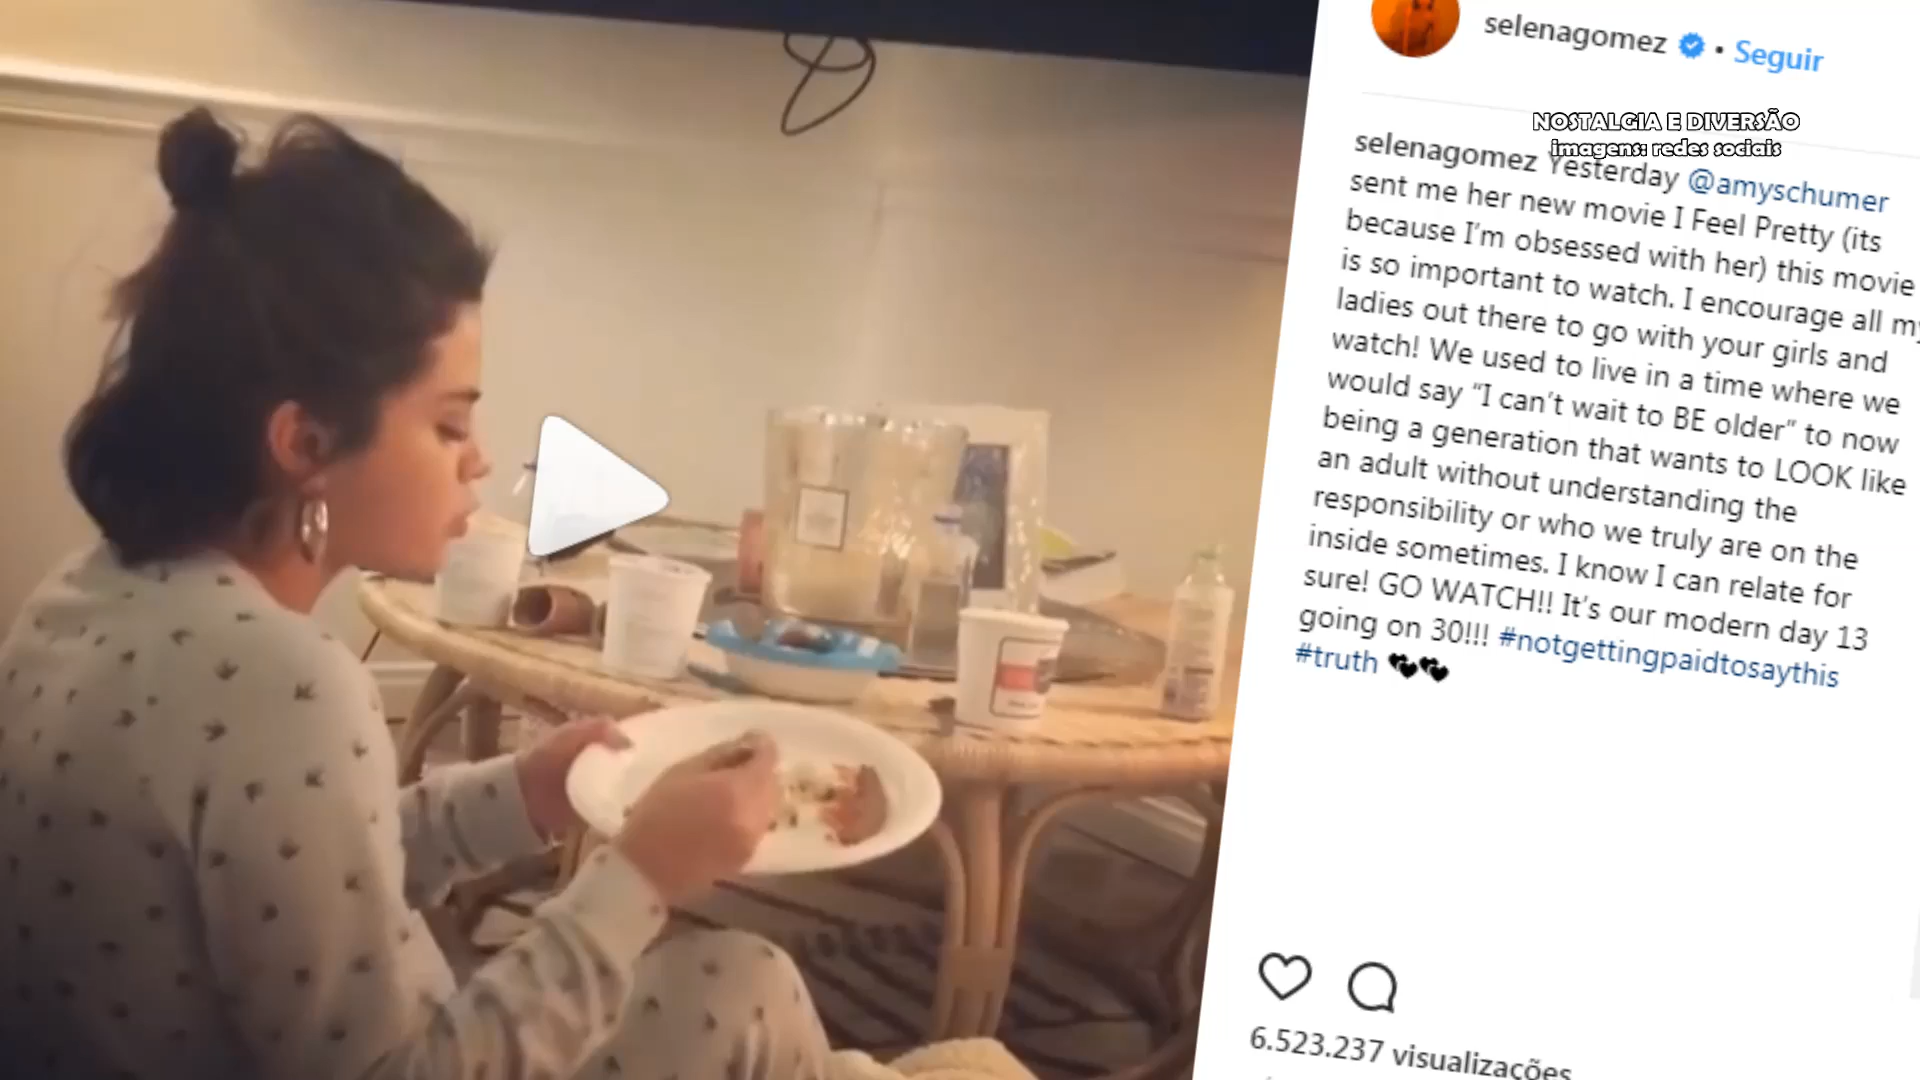 selenagomez • Seguir
NOSTALGIA E DIVERSÃO
imagens: redes sociais
selenagomez Yesterday @amyschumer
sent me her new movie I Feel Pretty (its
because I'm obsessed with her) this movie
is so important to watch. I encourage all my
ladies out there to go with your girls and
watch! We used to live in a time where we
would say “I can't wait to BE older” to now
being a generation that wants to LOOK like
an adult without understanding the
responsibility or who we truly are on the
inside sometimes. I know I can relate for
sure! GO WATCH!! It's our modern day 13
going on 30!!! #notgettingpaidtosaythis
#truth
6.523.237 visualizações